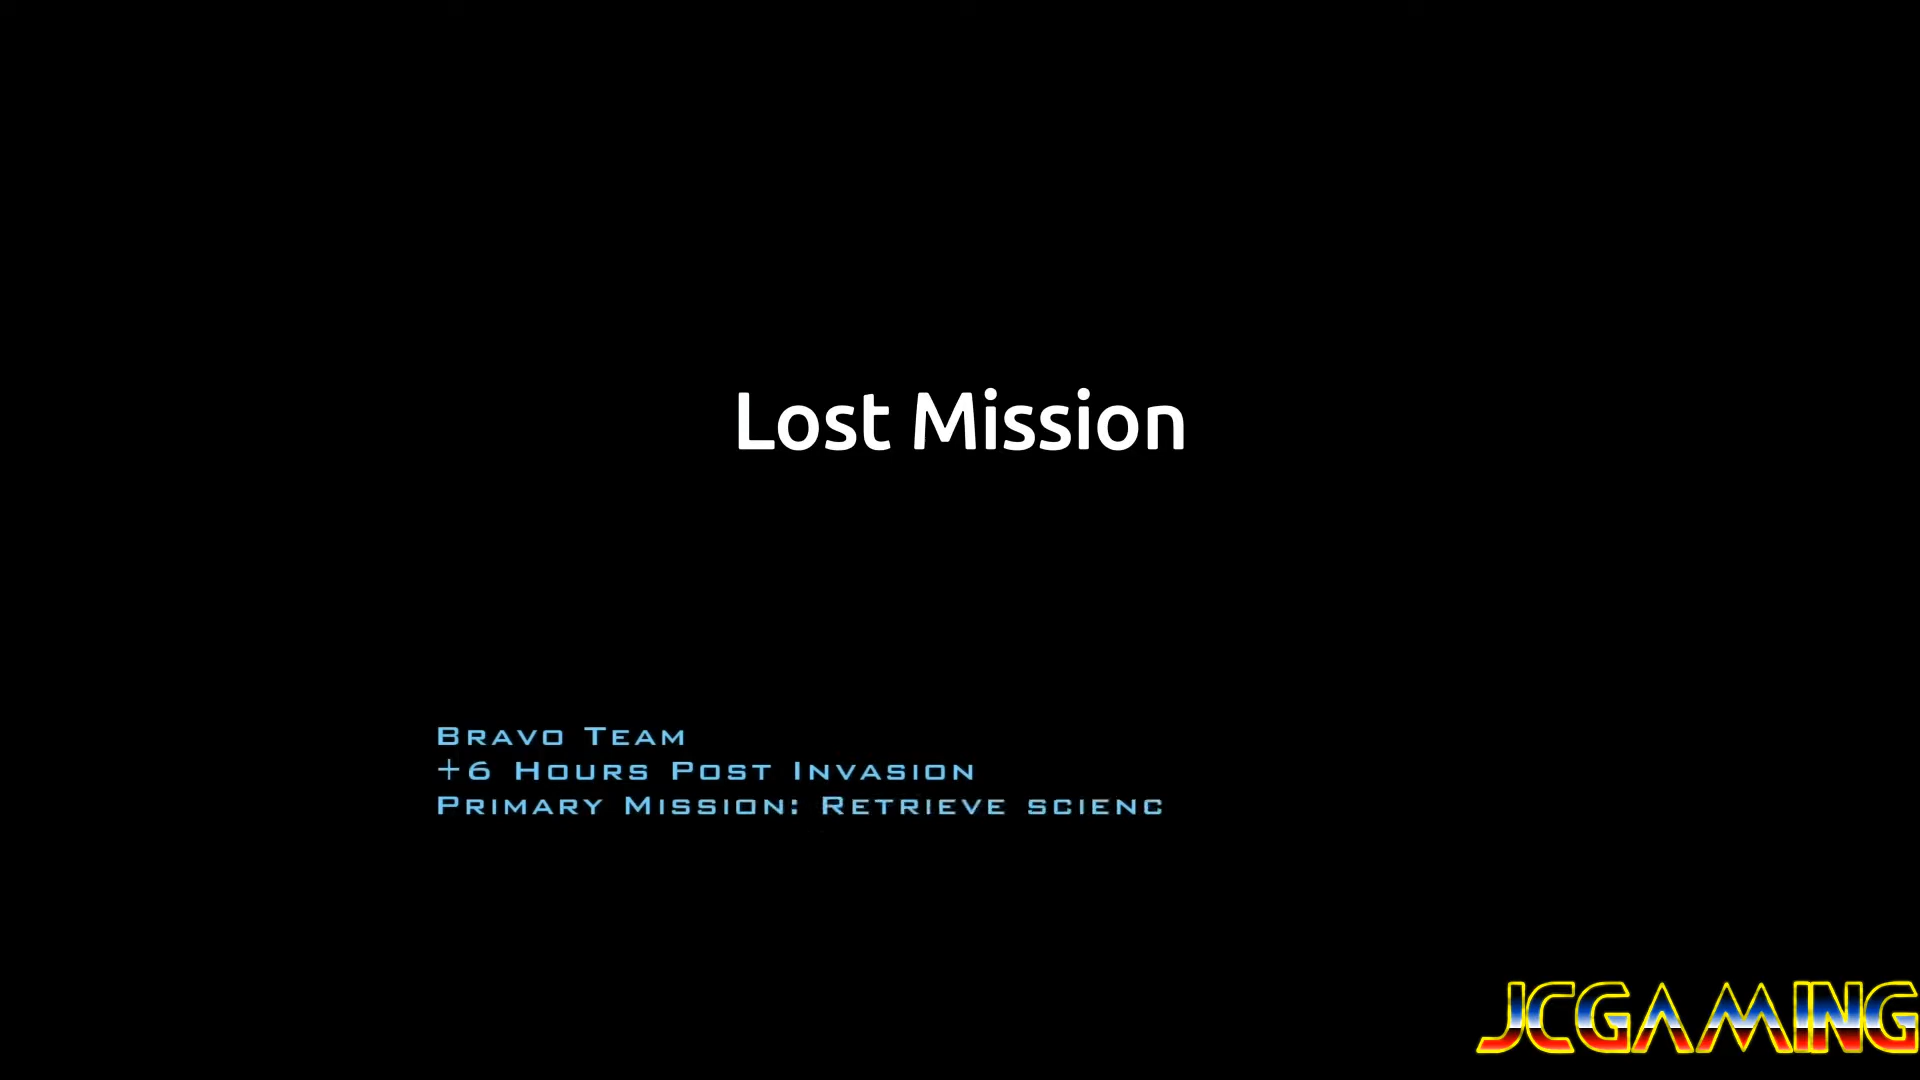 Lost Mission
Bravo Team
+6 Hours Post Invasion
Primary Mission: Retrieve scienc
JCGAMING